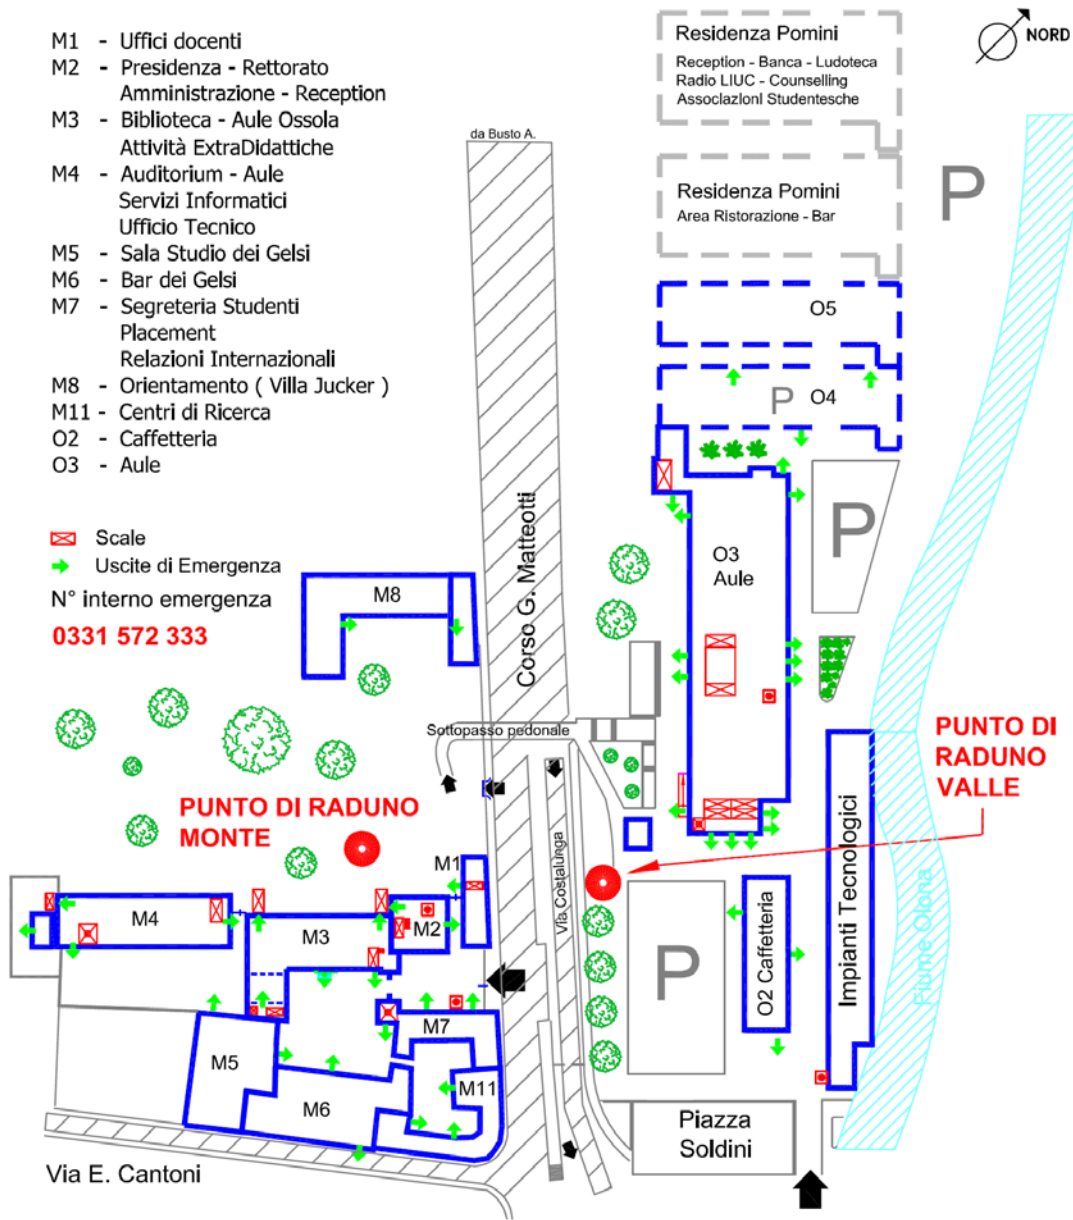 M1 - Uffici docenti
M2 - Presidenza - Rettorato
Amministrazione - Reception
M3 - Biblioteca - Aule Ossola
Attività ExtraDidattiche
M4 - Auditorium - Aule
Servizi Informatici
Ufficio Tecnico
M5 - Sala Studio dei Gelsi
M6 - Bar dei Gelsi
M7 - Segreteria Studenti
Placement
Relazioni Internazionali
M8 - Orientamento ( Villa Jucker )
M11 - Centri di Ricerca
O2 - Caffetteria
O3 - Aule
Scale
Uscite di Emergenza
N° interno emergenza
0331 572 333
NORD
Residenza Pomini
Reception - Banca - Ludoteca
Radio LIUC - Counselling
Associazioni Studentesche
P
Residenza Pomini
Area Ristorazione - Bar
da Busto A.
O5
P
O4
P
O3
Aule
Corso G. Matteotti
M8
Sottopasso pedonale
PUNTO DI
RADUNO
VALLE
PUNTO DI RADUNO
MONTE
Via Costalunga
M1
M2
M3
M4
M5
M6
M7
M11
P
O2 Caffetteria
Impianti Tecnologici
Fiume Olona
Piazza
Soldini
Via E. Cantoni